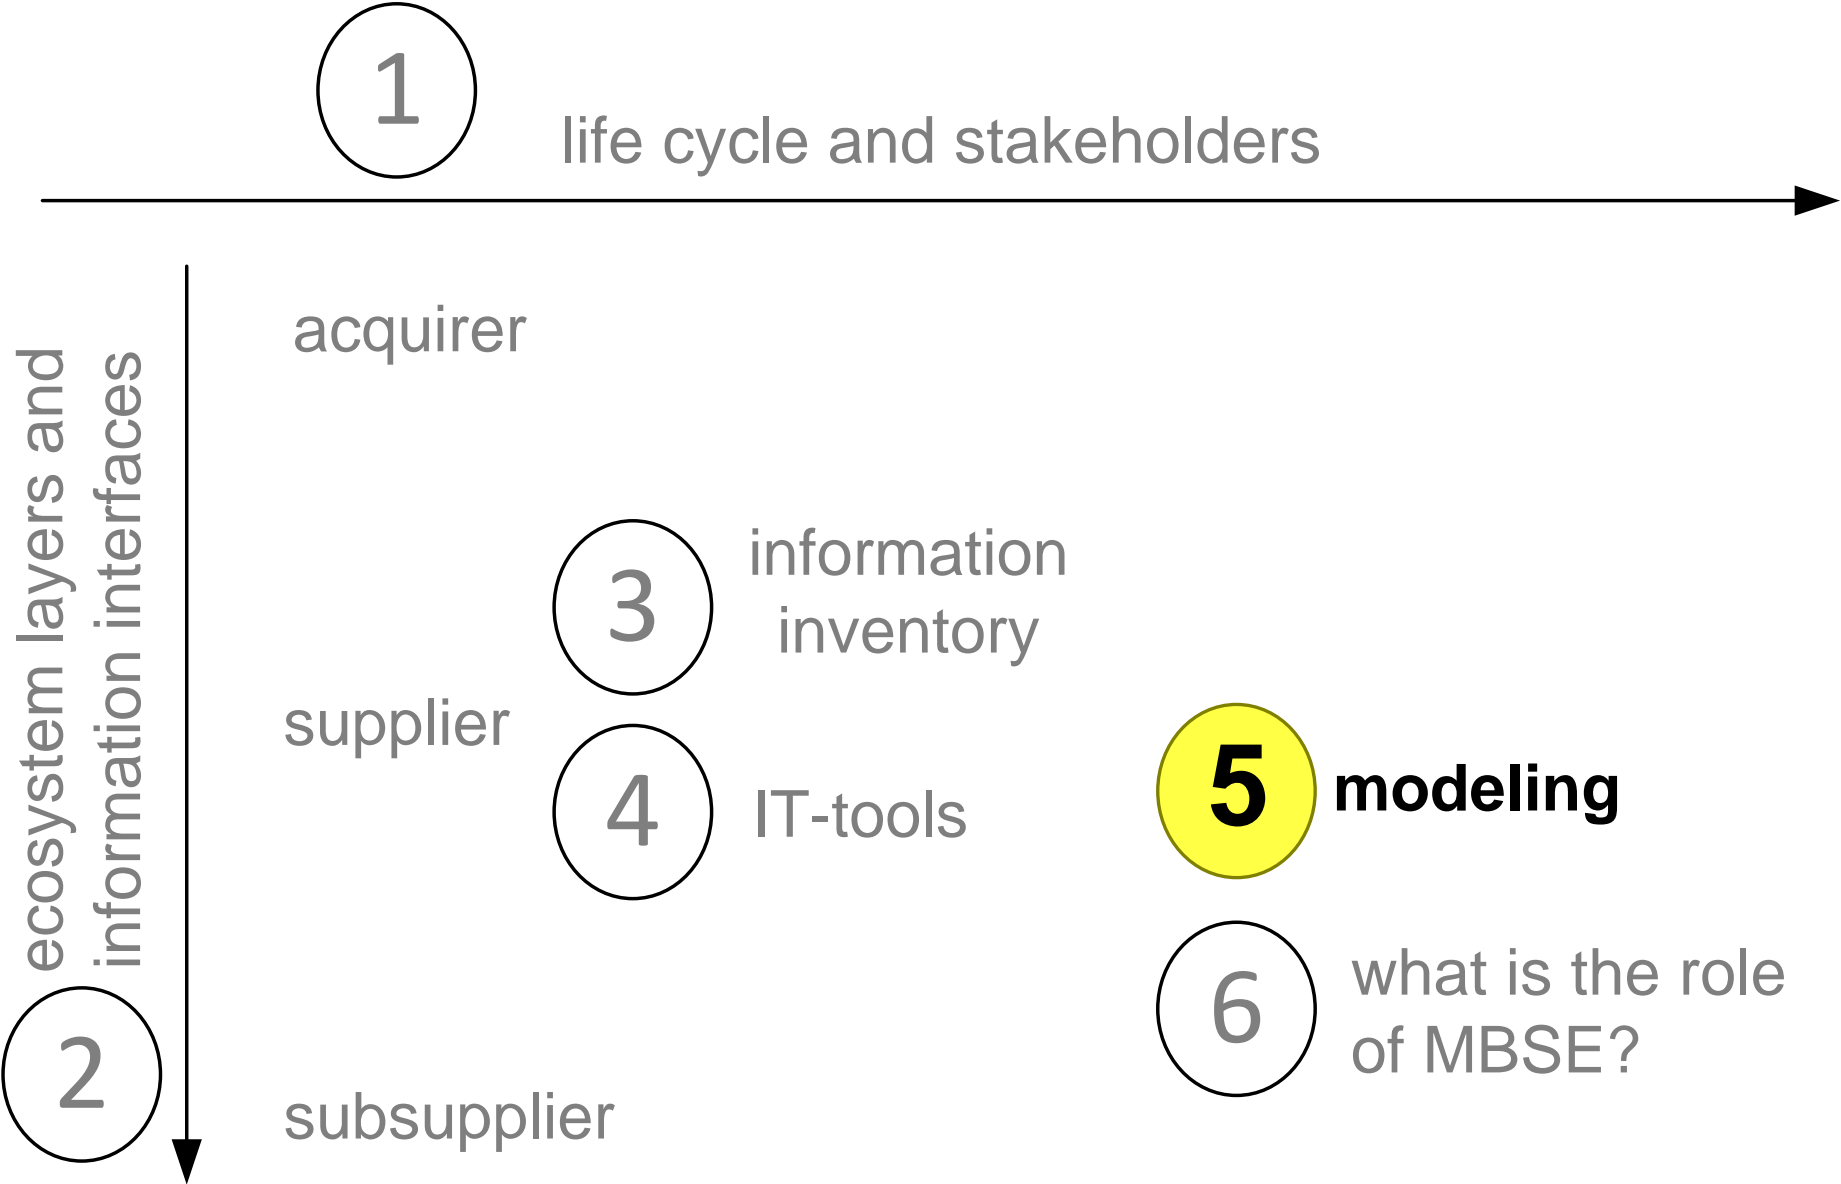 1
life cycle and stakeholders
ecosystem layers and
information interfaces
2
acquirer
supplier
subsupplier
3
information
inventory
4
IT-tools
5
modeling
6
what is the role
of MBSE?